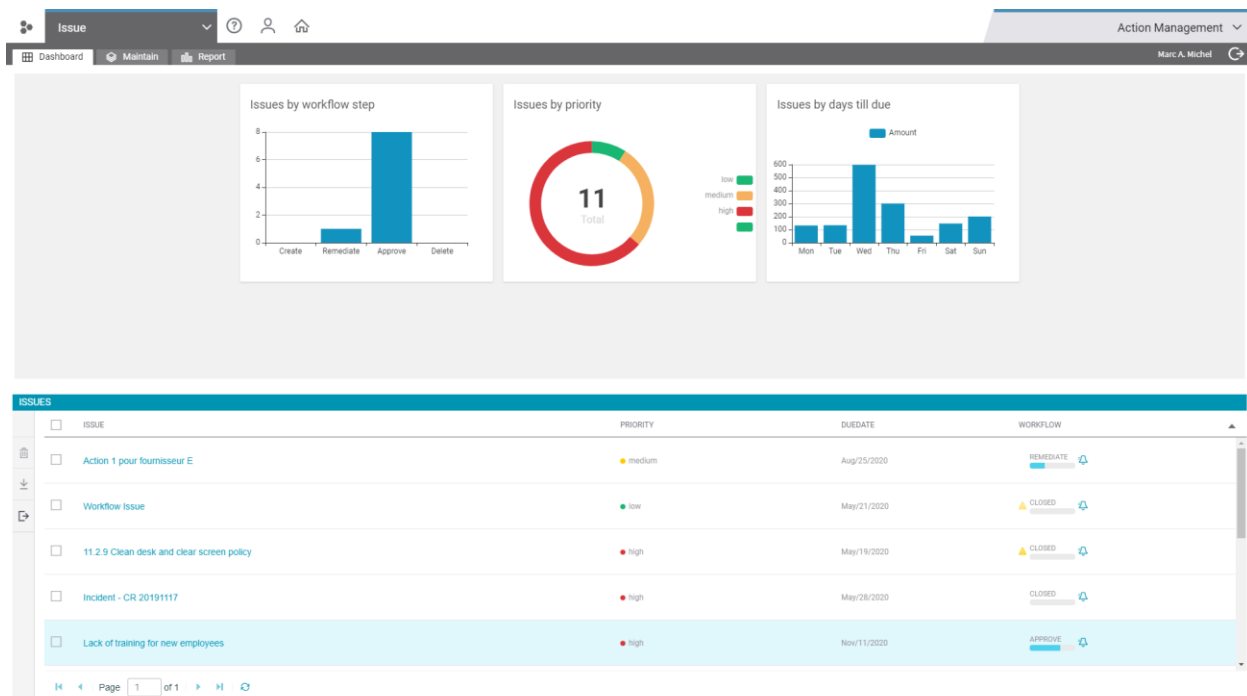 Issue
Action Management
Dashboard Maintain Report
Marc A. Michel
Issues by workflow step
8
6
4
2
0
Create Remediate Approve Delete
Issues by priority
11
Total
low
medium
high
Issues by days till due
Amount
600
500
400
300
200
100
0
Mon Tue Wed Thu Fri Sat Sun
ISSUES
ISSUE PRIORITY DUEDATE WORKFLOW
Action 1 pour fournisseur E medium Aug/25/2020 REMEDIATE
Workflow Issue low May/21/2020 CLOSED
11.2.9 Clean desk and clear screen policy high May/19/2020 CLOSED
Incident - CR 20191117 high May/28/2020 CLOSED
Lack of training for new employees high Nov/11/2020 APPROVE
Page 1 of 1